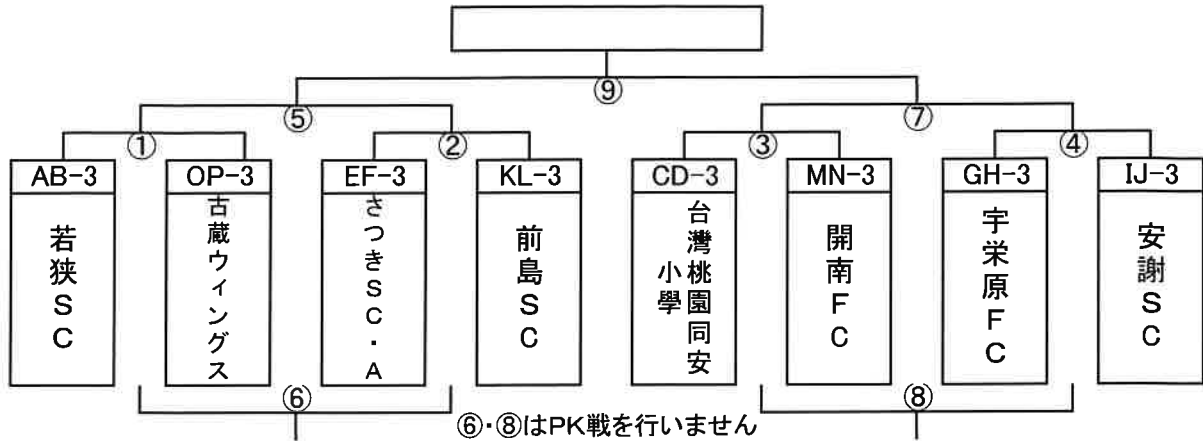 ⑨
⑤
⑦
①
②
③
④
AB-3
OP-3
EF-3
KL-3
CD-3
MN-3
GH-3
IJ-3
若狭SC
古蔵ウィングス
さつきSC・A
前島SC
台灣桃園同安
小學
開南FC
宇栄原FC
安謝SC
⑥
⑧
⑥・⑧はPK戦を行いません